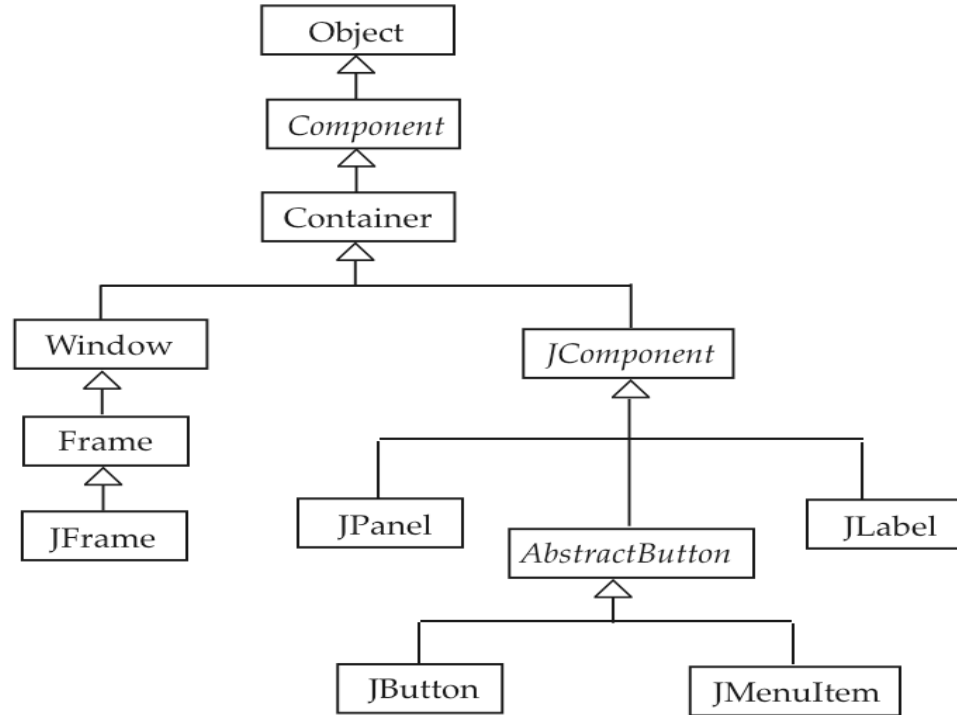 Object
Component
Container
Window
JComponent
Frame
JPanel
JLabel
JFrame
AbstractButton
JButton
JMenuItem